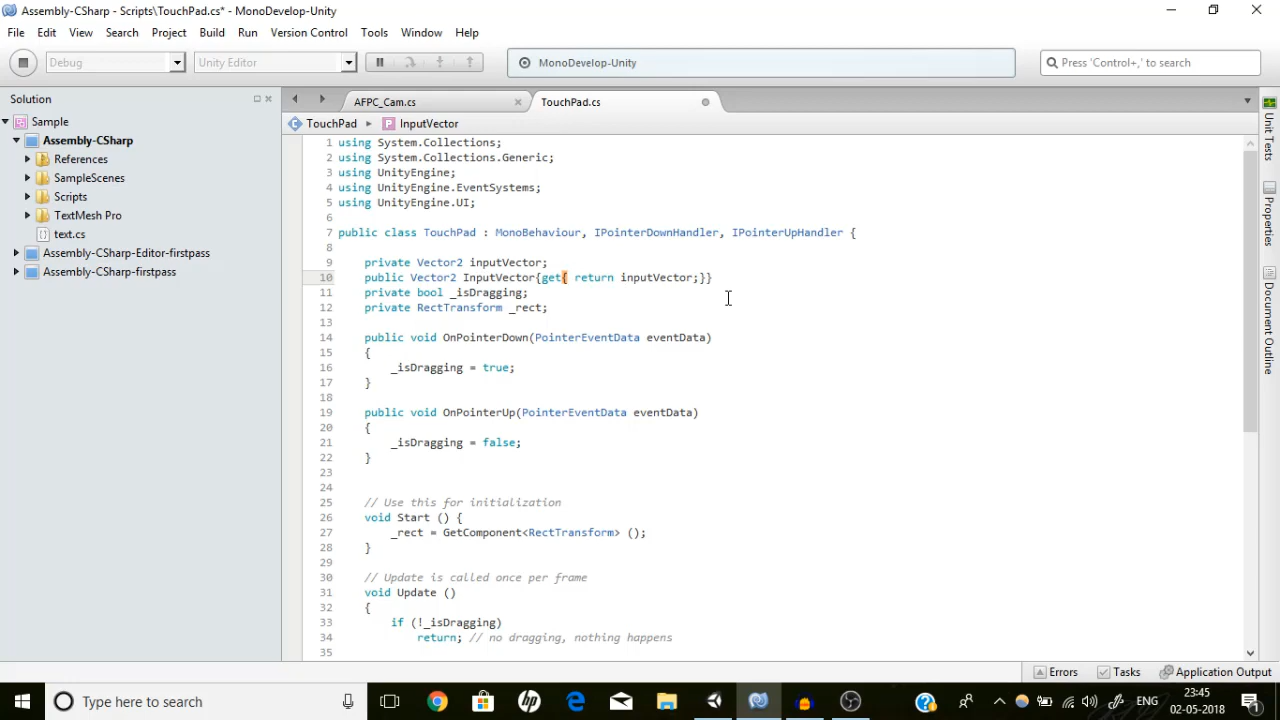 Assembly-CSharp - Scripts\TouchPad.cs* - MonoDevelop-Unity
File Edit View Search Project Build Run Version Control Tools Window Help
Debug Unity Editor MonoDevelop-Unity Press 'Control+,' to search
Solution
Sample
Assembly-CSharp
References
SampleScenes
Scripts
TextMesh Pro
text.cs
Assembly-CSharp-Editor-firstpass
Assembly-CSharp-firstpass
AFPC_Cam.cs TouchPad.cs
TouchPad InputVector
1 using System.Collections;
2 using System.Collections.Generic;
3 using UnityEngine;
4 using UnityEngine.EventSystems;
5 using UnityEngine.UI;
6
7 public class TouchPad : MonoBehaviour, IPointerDownHandler, IPointerUpHandler {
8
9 private Vector2 inputVector;
10 public Vector2 InputVector{get{ return inputVector;}}
11 private bool _isDragging;
12 private RectTransform _rect;
13
14 public void OnPointerDown(PointerEventData eventData)
15 {
16 _isDragging = true;
17 }
18
19 public void OnPointerUp(PointerEventData eventData)
20 {
21 _isDragging = false;
22 }
23
24
25 // Use this for initialization
26 void Start () {
27 _rect = GetComponent<RectTransform> ();
28 }
29
30 // Update is called once per frame
31 void Update ()
32 {
33 if (!_isDragging)
34 return; // no dragging, nothing happens
35
Unit Tests
Properties
Document Outline
Errors Tasks Application Output
Type here to search
ENG
23:45
02-05-2018